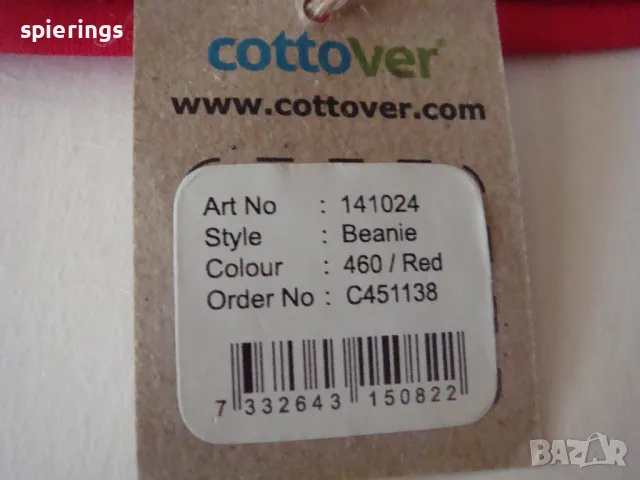 spierings
cottover
www.cottover.com
Art No : 141024
Style : Beanie
Colour : 460 / Red
Order No : C451138
7 332643 150822
BAZAR